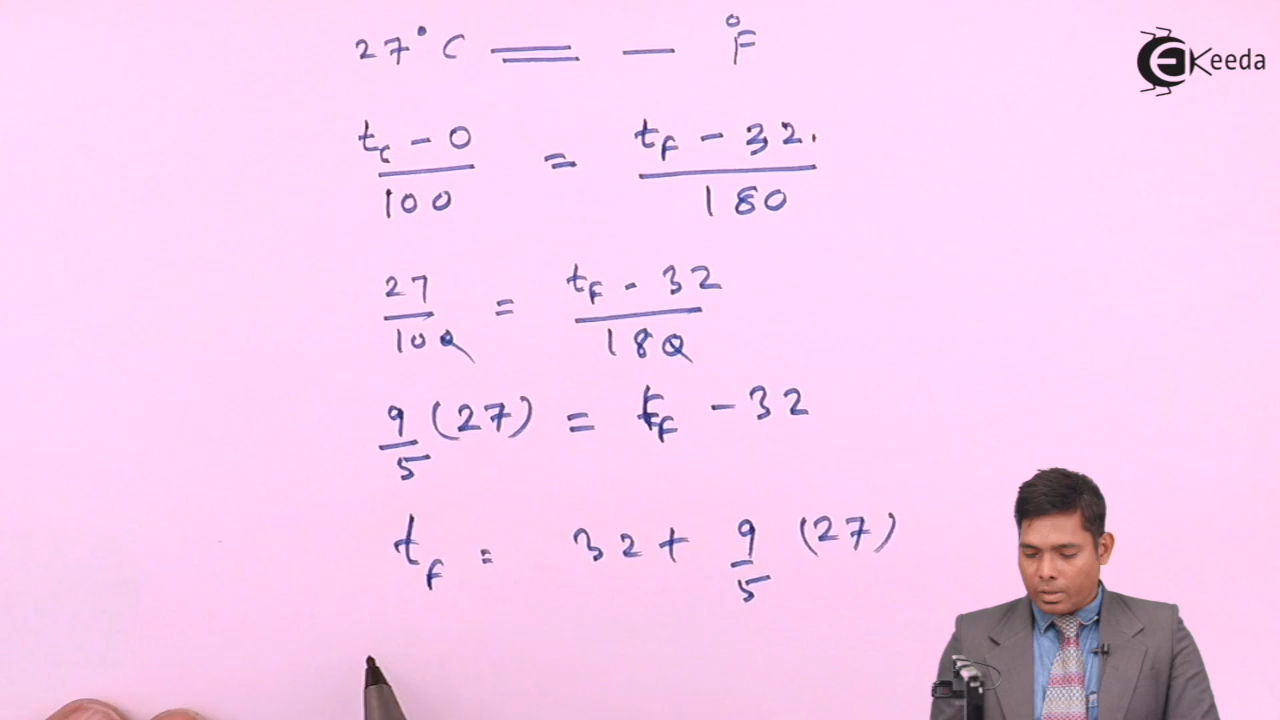 27°C = — °F
Keeda
t_c - 0 / 100 = t_F - 32. / 180
27 / 100 = t_F - 32 / 180
9/5 (27) = t_F - 32
t_F = 32 + 9/5 (27)